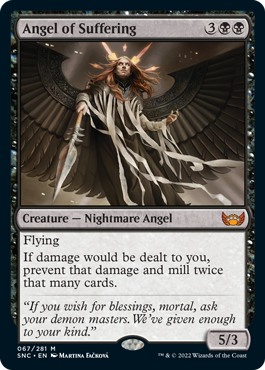 Angel of Suffering 3
Creature — Nightmare Angel
Flying
If damage would be dealt to you,
prevent that damage and mill twice
that many cards.
“If you wish for blessings, mortal, ask
your demon masters. We’ve given enough
to your kind.”
5/3
067/281 M
SNC • EN Martina Fačková
™ & © 2022 Wizards of the Coast